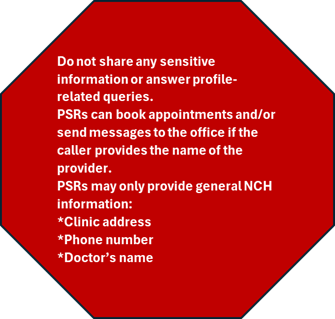 Do not share any sensitive
information or answer profile-
related queries.
PSRs can book appointments and/or
send messages to the office if the
caller provides the name of the
provider.
PSRs may only provide general NCH
information:
*Clinic address
*Phone number
*Doctor’s name